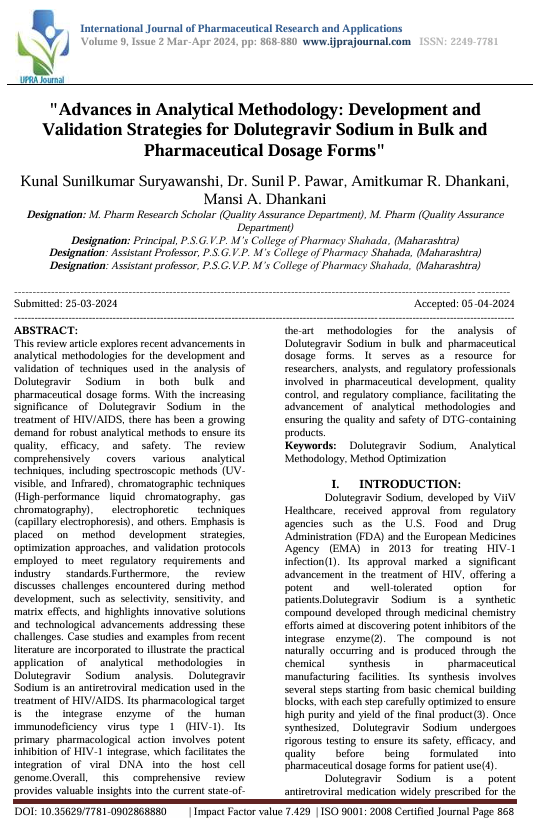 International Journal of Pharmaceutical Research and Applications
Volume 9, Issue 2 Mar-Apr 2024, pp: 868-880 www.ijprajournal.com ISSN: 2249-7781
IJPRA Journal
"Advances in Analytical Methodology: Development and
Validation Strategies for Dolutegravir Sodium in Bulk and
Pharmaceutical Dosage Forms"
Kunal Sunilkumar Suryawanshi, Dr. Sunil P. Pawar, Amitkumar R. Dhankani,
Mansi A. Dhankani
Designation: M. Pharm Research Scholar (Quality Assurance Department), M. Pharm (Quality Assurance
Department)
Designation: Principal, P.S.G.V.P. M's College of Pharmacy Shahada, (Maharashtra)
Designation: Assistant Professor, P.S.G.V.P. M's College of Pharmacy Shahada, (Maharashtra)
Designation: Assistant professor, P.S.G.V.P. M's College of Pharmacy Shahada, (Maharashtra)
Submitted: 25-03-2024 Accepted: 05-04-2024
ABSTRACT:
This review article explores recent advancements in
analytical methodologies for the development and
validation of techniques used in the analysis of
Dolutegravir Sodium in both bulk and
pharmaceutical dosage forms. With the increasing
significance of Dolutegravir Sodium in the
treatment of HIV/AIDS, there has been a growing
demand for robust analytical methods to ensure its
quality, efficacy, and safety. The review
comprehensively covers various analytical
techniques, including spectroscopic methods (UV-
visible, and Infrared), chromatographic techniques
(High-performance liquid chromatography, gas
chromatography), electrophoretic techniques
(capillary electrophoresis), and others. Emphasis is
placed on method development strategies,
optimization approaches, and validation protocols
employed to meet regulatory requirements and
industry standards.Furthermore, the review
discusses challenges encountered during method
development, such as selectivity, sensitivity, and
matrix effects, and highlights innovative solutions
and technological advancements addressing these
challenges. Case studies and examples from recent
literature are incorporated to illustrate the practical
application of analytical methodologies in
Dolutegravir Sodium analysis. Dolutegravir
Sodium is an antiretroviral medication used in the
treatment of HIV/AIDS. Its pharmacological target
is the integrase enzyme of the human
immunodeficiency virus type 1 (HIV-1). Its
primary pharmacological action involves potent
inhibition of HIV-1 integrase, which facilitates the
integration of viral DNA into the host cell
genome.Overall, this comprehensive review
provides valuable insights into the current state-of-
the-art methodologies for the analysis of
Dolutegravir Sodium in bulk and pharmaceutical
dosage forms. It serves as a resource for
researchers, analysts, and regulatory professionals
involved in pharmaceutical development, quality
control, and regulatory compliance, facilitating the
advancement of analytical methodologies and
ensuring the quality and safety of DTG-containing
products.
Keywords: Dolutegravir Sodium, Analytical
Methodology, Method Optimization
I. INTRODUCTION:
Dolutegravir Sodium, developed by ViiV
Healthcare, received approval from regulatory
agencies such as the U.S. Food and Drug
Administration (FDA) and the European Medicines
Agency (EMA) in 2013 for treating HIV-1
infection(1). Its approval marked a significant
advancement in the treatment of HIV, offering a
potent and well-tolerated option for
patients.Dolutegravir Sodium is a synthetic
compound developed through medicinal chemistry
efforts aimed at discovering potent inhibitors of the
integrase enzyme(2). The compound is not
naturally occurring and is produced through the
chemical synthesis in pharmaceutical
manufacturing facilities. Its synthesis involves
several steps starting from basic chemical building
blocks, with each step carefully optimized to ensure
high purity and yield of the final product(3). Once
synthesized, Dolutegravir Sodium undergoes
rigorous testing to ensure its safety, efficacy, and
quality before being formulated into
pharmaceutical dosage forms for patient use(4).
Dolutegravir Sodium is a potent
antiretroviral medication widely prescribed for the
DOI: 10.35629/7781-0902868880 | Impact Factor value 7.429 | ISO 9001: 2008 Certified Journal Page 868